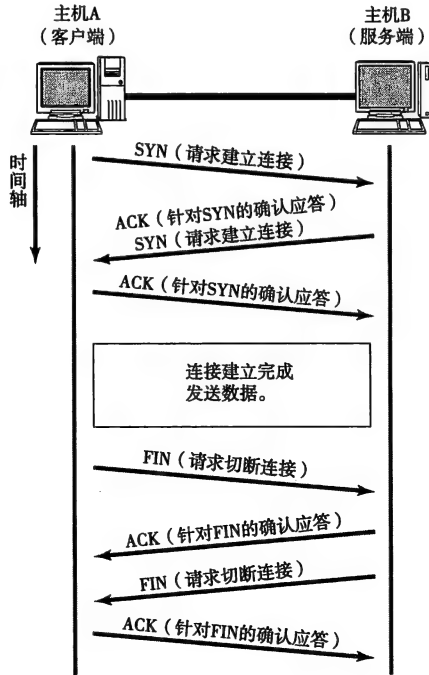 主机A
（客户端）
主机B
（服务端）
时间轴
SYN（请求建立连接）
ACK（针对SYN的确认应答）
SYN（请求建立连接）
ACK（针对SYN的确认应答）
连接建立完成
发送数据。
FIN（请求切断连接）
ACK（针对FIN的确认应答）
FIN（请求切断连接）
ACK（针对FIN的确认应答）